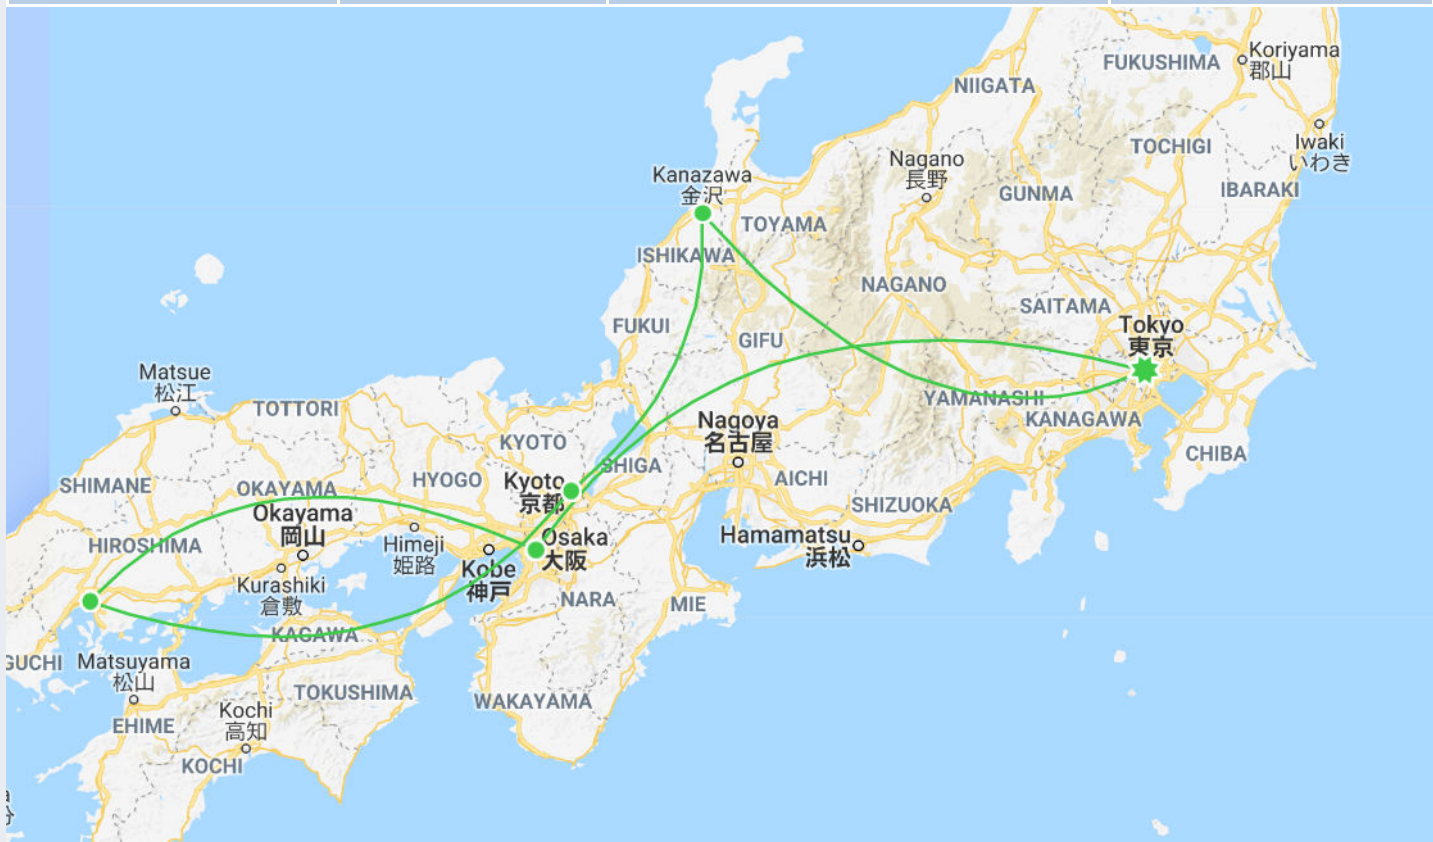 Koriyama
郡山
FUKUSHIMA
NIIGATA
Iwaki
いわき
TOCHIGI
Nagano
長野
Kanazawa
金沢
GUNMA
IBARAKI
TOYAMA
ISHIKAWA
NAGANO
SAITAMA
Tokyo
東京
FUKUI
GIFU
Matsue
松江
YAMANASHI
TOTTORI
KANAGAWA
Nagoya
名古屋
KYOTO
CHIBA
SHIGA
HYOGO
AICHI
SHIMANE
OKAYAMA
Kyoto
京都
SHIZUOKA
Okayama
岡山
Hamamatsu
浜松
Osaka
大阪
HIROSHIMA
Himeji
姫路
Kobe
神戸
Kurashiki
倉敷
NARA
MIE
KAGAWA
GUCHI
Matsuyama
松山
TOKUSHIMA
WAKAYAMA
Kochi
高知
EHIME
KOCHI